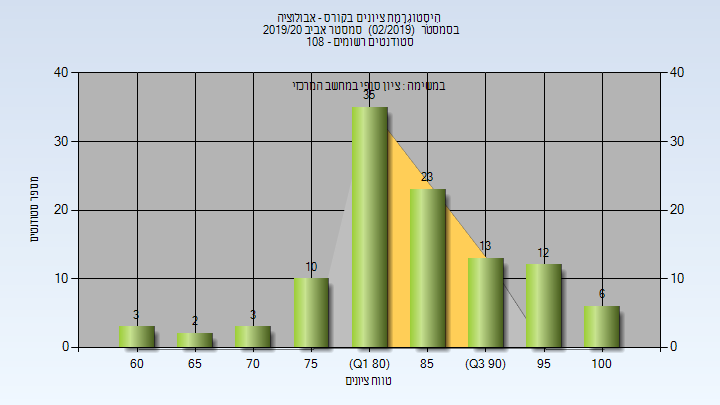 היסטוגרמת ציונים בקורס - אבולוציה
בסמסטר (02/2019) סמסטר אביב 2019/20
סטודנטים רשומים - 108
במשימה : ציון סופי במחשב המרכזי
40 40
30 30
20 20
10 10
0 0
מספר סטודנטים
3 2 3 10 35 23 13 12 6
60 65 70 75 (Q1 80) 85 (Q3 90) 95 100
טווח ציונים